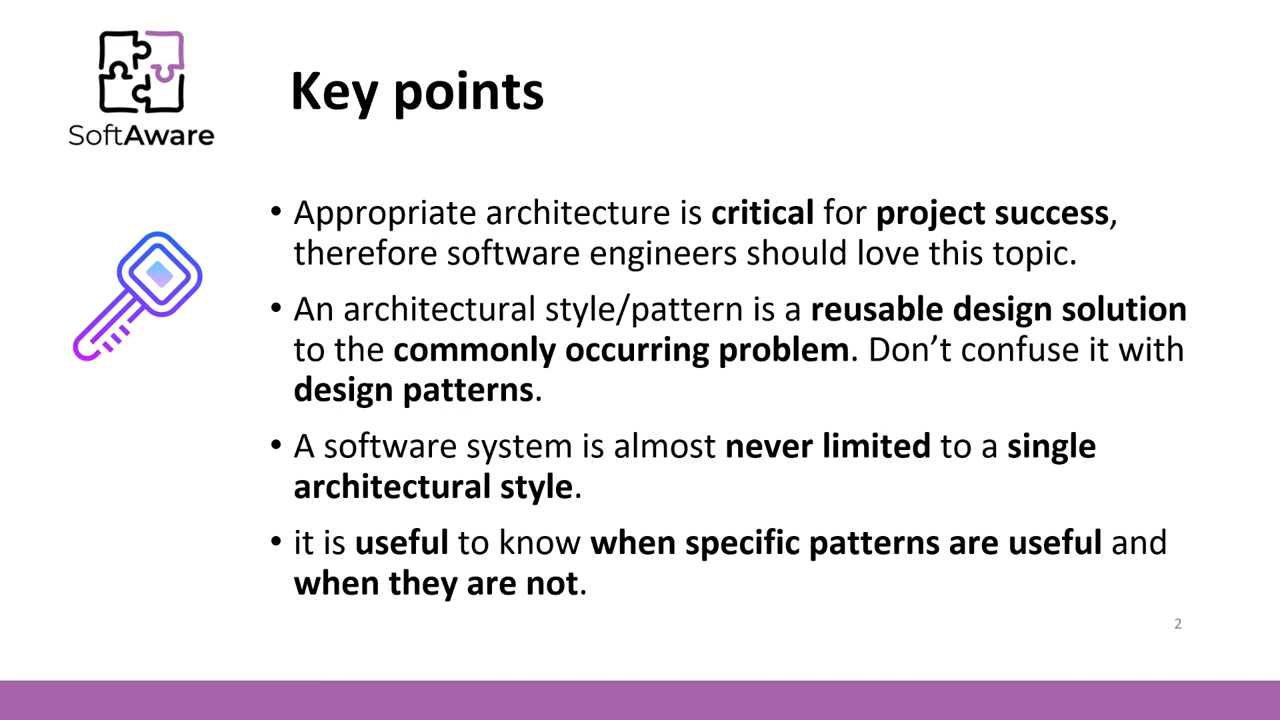 SoftAware
Key points
• Appropriate architecture is critical for project success,
therefore software engineers should love this topic.
• An architectural style/pattern is a reusable design solution
to the commonly occurring problem. Don’t confuse it with
design patterns.
• A software system is almost never limited to a single
architectural style.
• it is useful to know when specific patterns are useful and
when they are not.
2